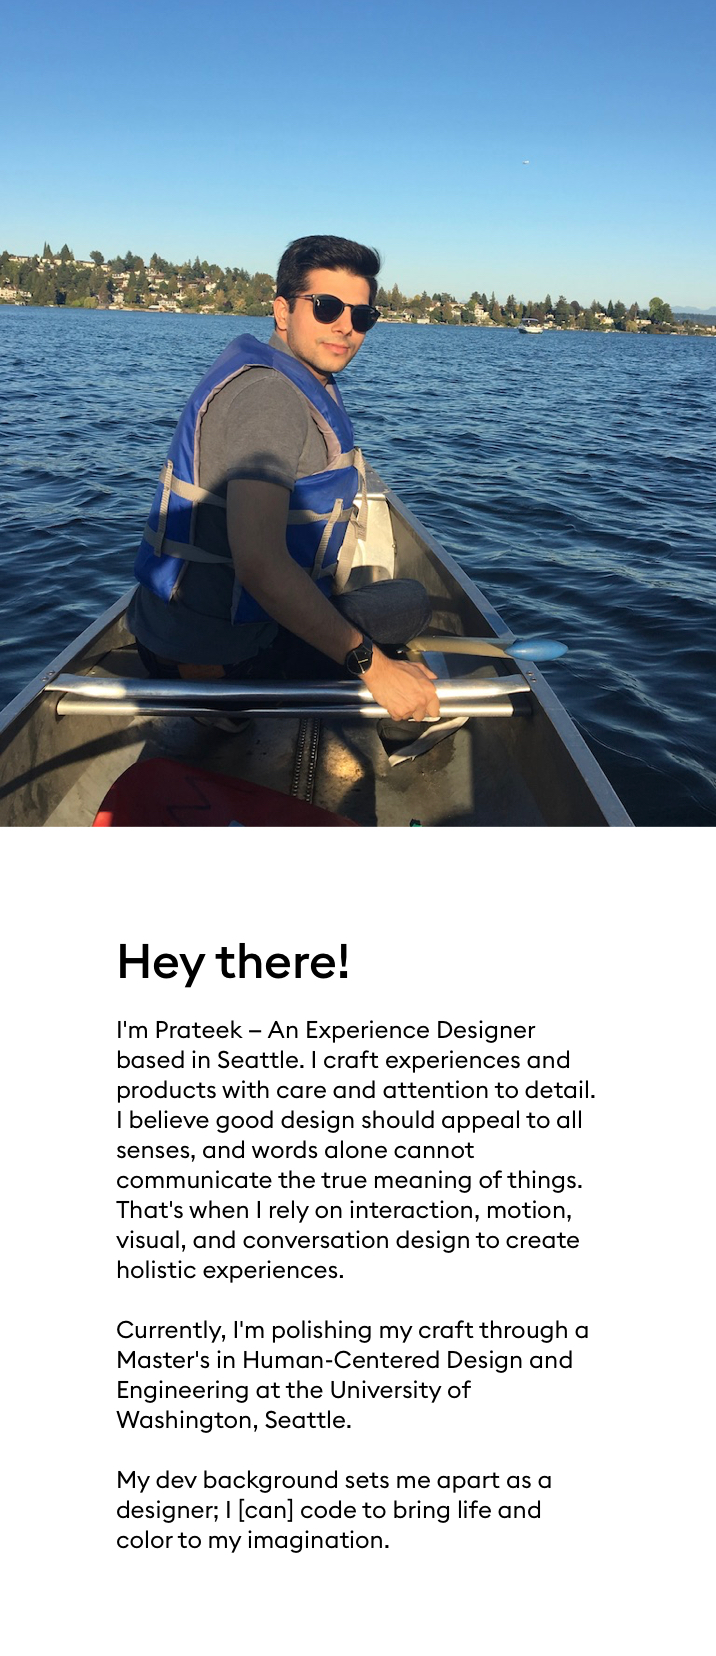 Hey there!
I'm Prateek – An Experience Designer
based in Seattle. I craft experiences and
products with care and attention to detail.
I believe good design should appeal to all
senses, and words alone cannot
communicate the true meaning of things.
That's when I rely on interaction, motion,
visual, and conversation design to create
holistic experiences.
Currently, I'm polishing my craft through a
Master's in Human-Centered Design and
Engineering at the University of
Washington, Seattle.
My dev background sets me apart as a
designer; I [can] code to bring life and
color to my imagination.